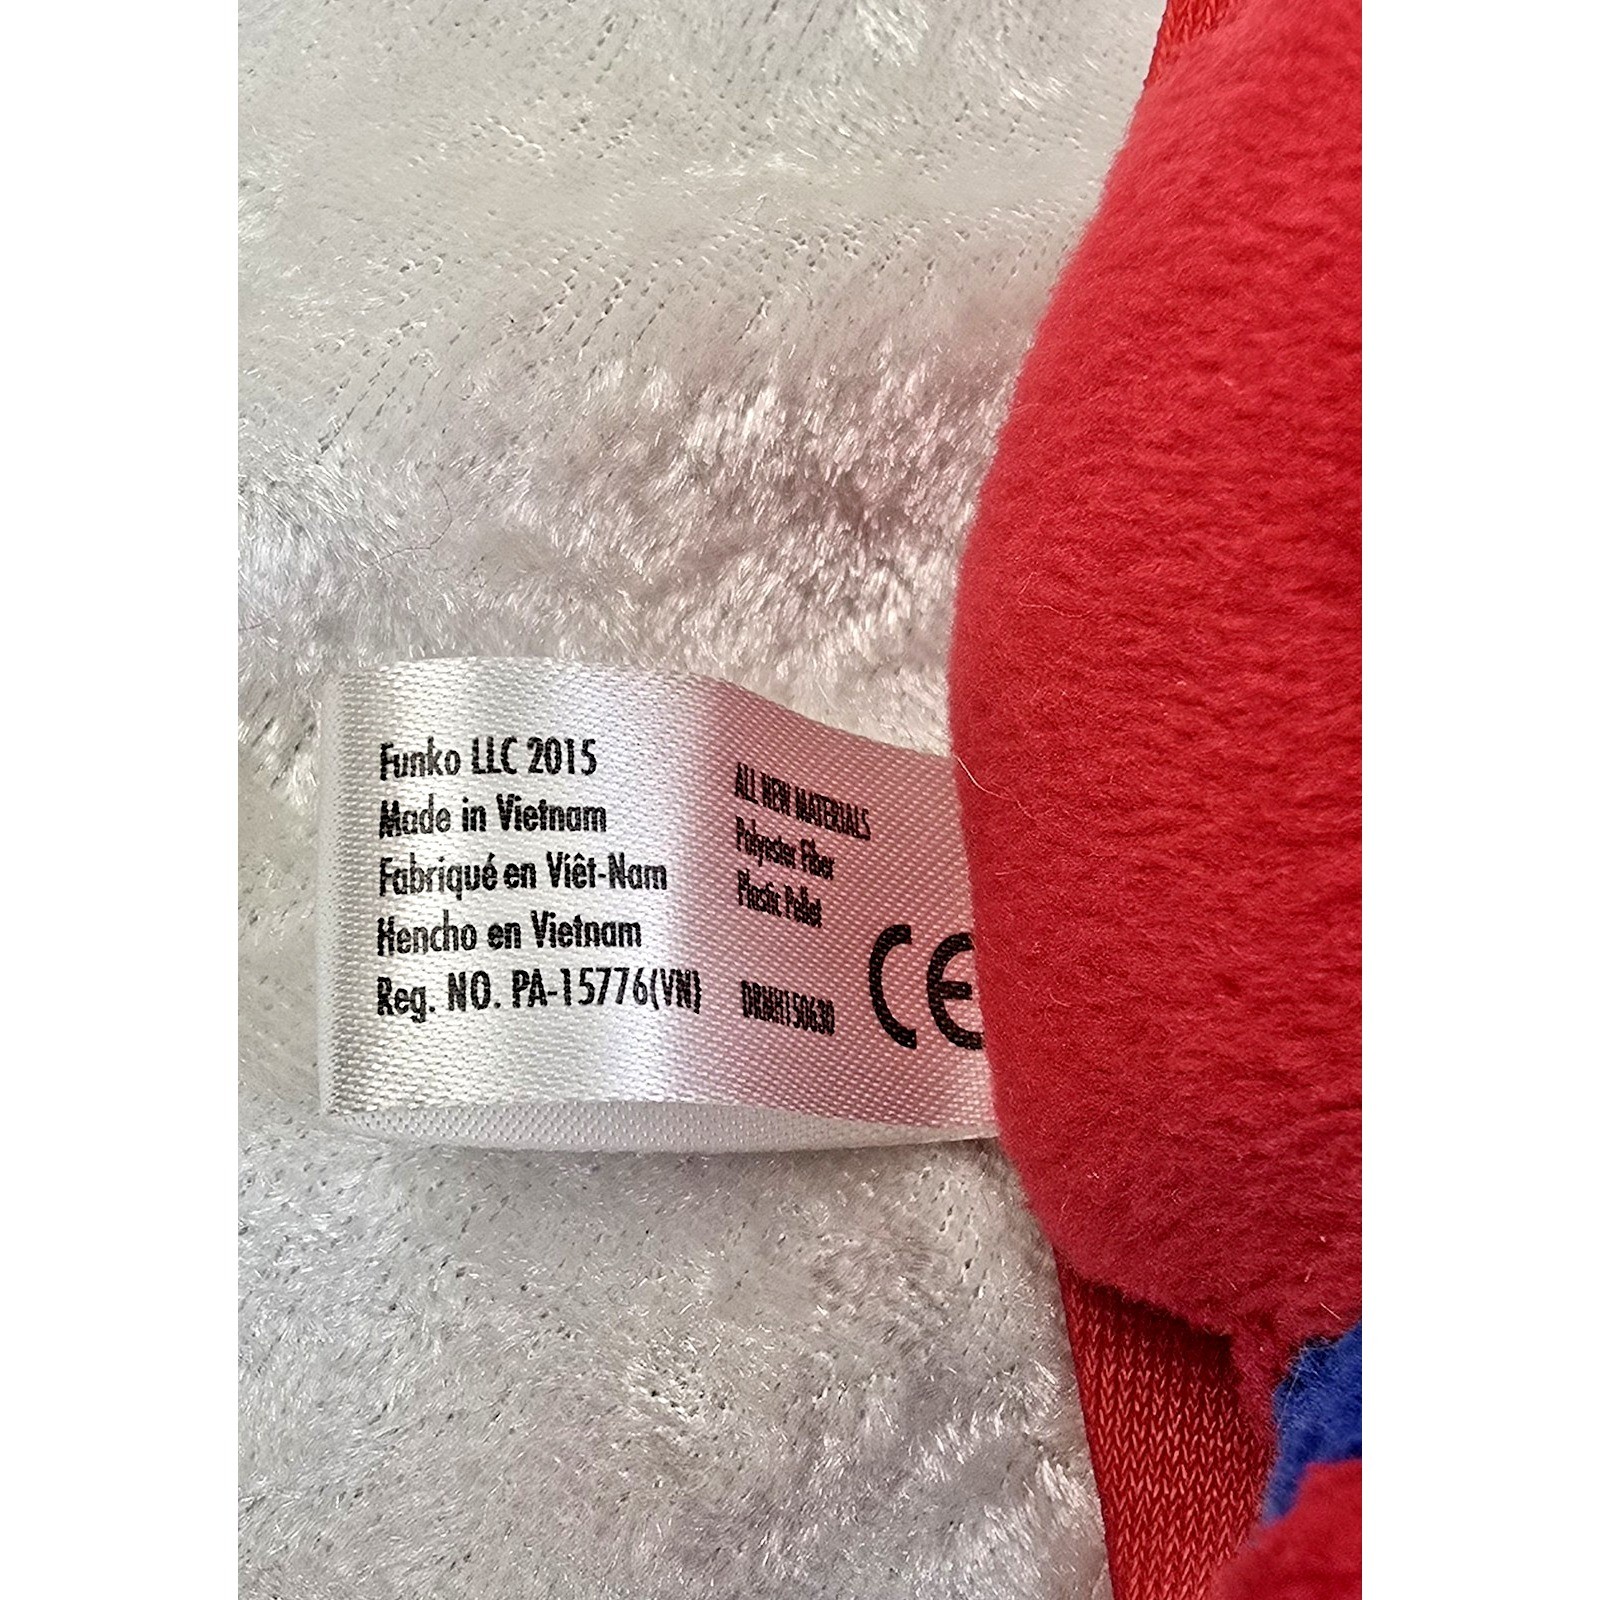 Funko LLC 2015
Made in Vietnam
Fabriqué en Viêt-Nam
Hencho en Vietnam
Reg. NO. PA-15776(VN)
ALL NEW MATERIALS
Polyester Fiber
Plastic Pellet
DRMH150630
CE